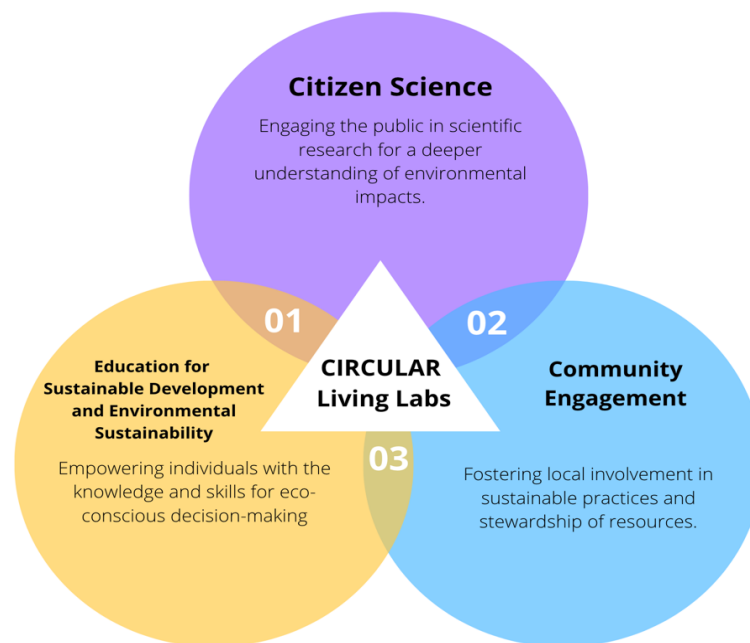 Citizen Science
Engaging the public in scientific
research for a deeper
understanding of environmental
impacts.
01
02
CIRCULAR
Living Labs
Education for
Sustainable Development
and Environmental
Sustainability
Empowering individuals with the
knowledge and skills for eco-
conscious decision-making
Community
Engagement
Fostering local involvement in
sustainable practices and
stewardship of resources.
03